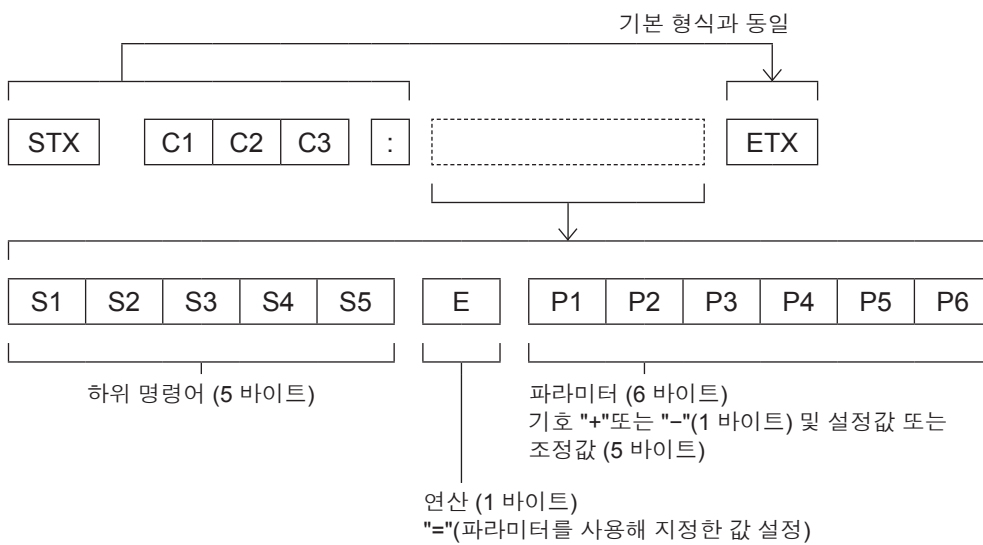 기본 형식과 동일
STX C1 C2 C3 : ETX
S1 S2 S3 S4 S5 E P1 P2 P3 P4 P5 P6
하위 명령어 (5 바이트)
파라미터 (6 바이트)
기호 "+"또는 "−"(1 바이트) 및 설정값 또는
조정값 (5 바이트)
연산 (1 바이트)
"="(파라미터를 사용해 지정한 값 설정)